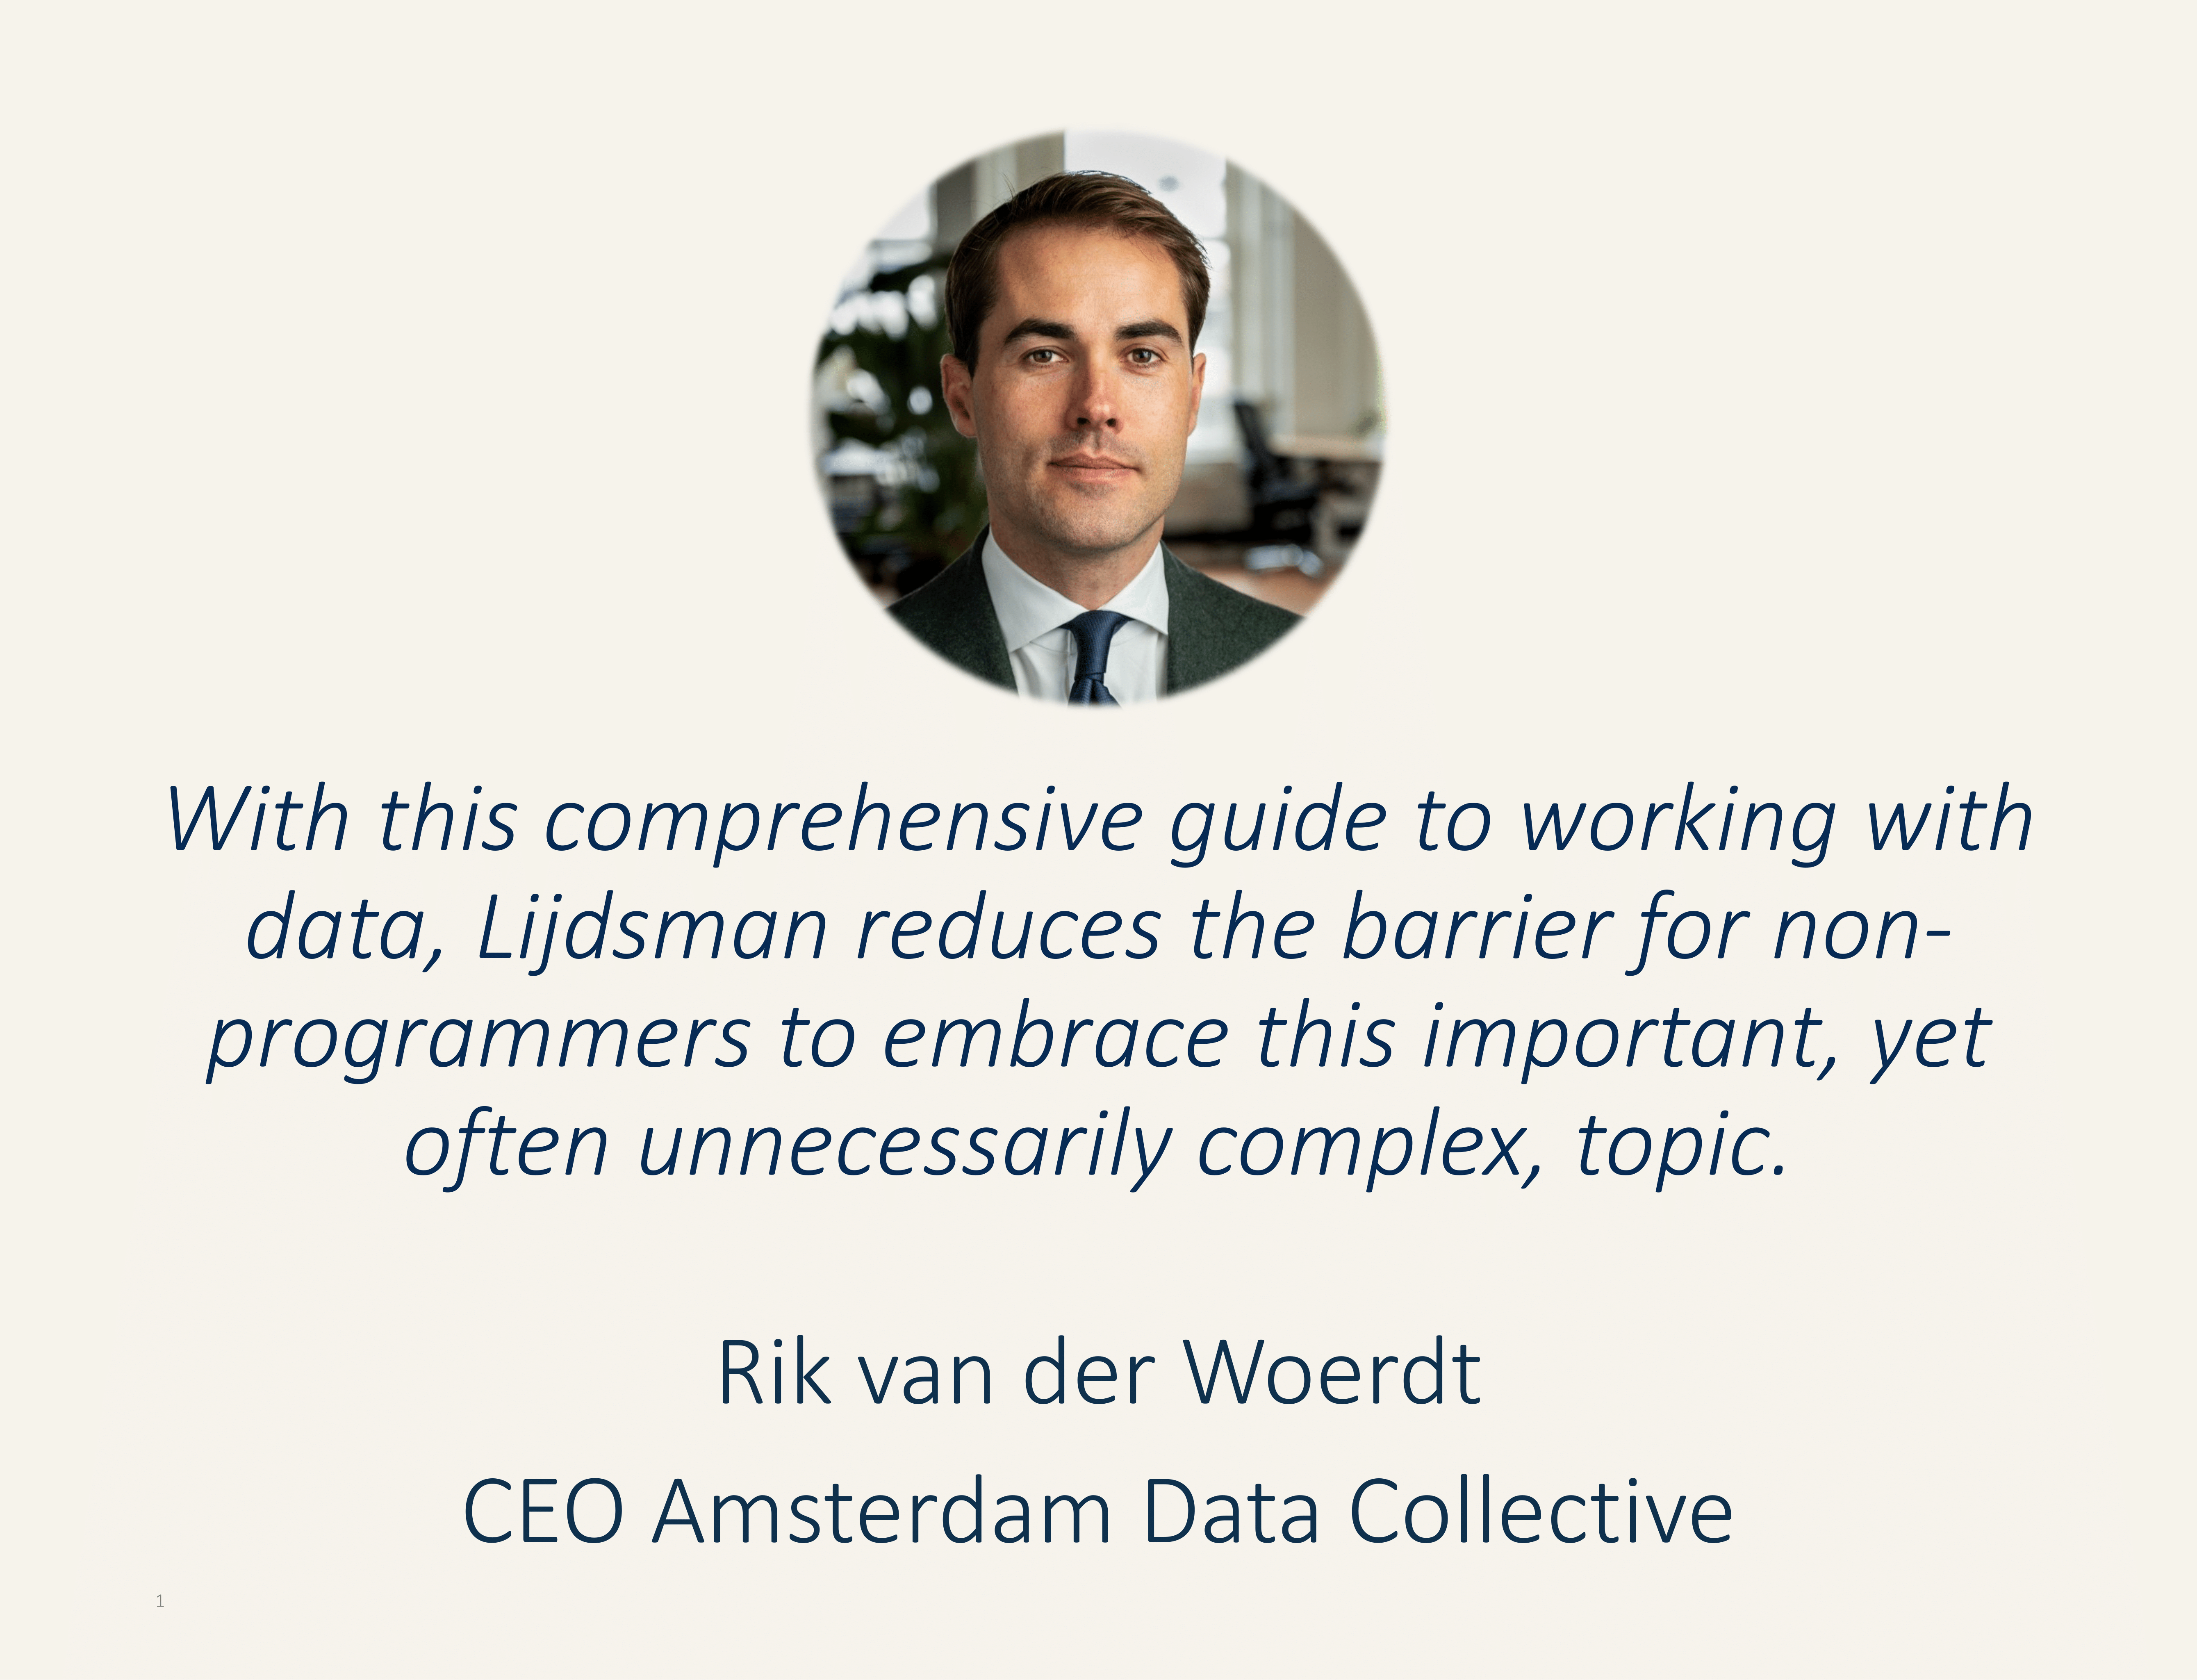 With this comprehensive guide to working with
data, Lijdsman reduces the barrier for non-
programmers to embrace this important, yet
often unnecessarily complex, topic.
Rik van der Woerdt
CEO Amsterdam Data Collective
1